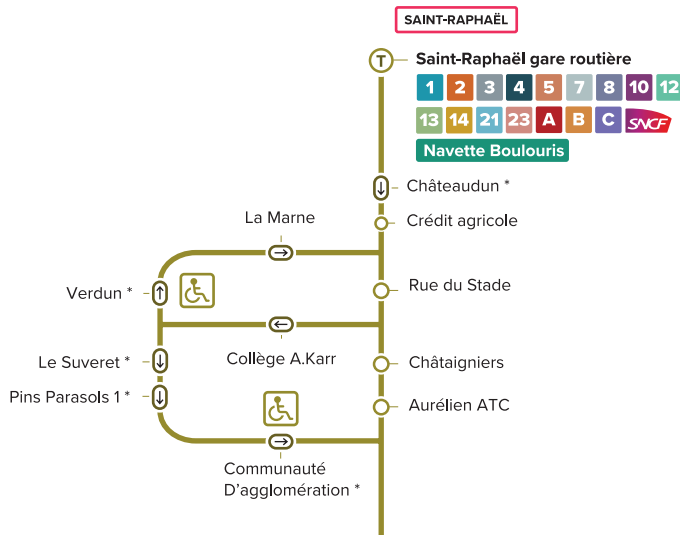 SAINT-RAPHAËL
T Saint-Raphaël gare routière
1 2 3 4 5 7 8 10 12
13 14 21 23 A B C SNCF
Navette Boulouris
Châteaudun *
La Marne
Crédit agricole
Verdun *
Rue du Stade
Le Suveret *
Collège A.Karr
Châtaigniers
Pins Parasols 1 *
Aurélien ATC
Communauté
D'agglomération *